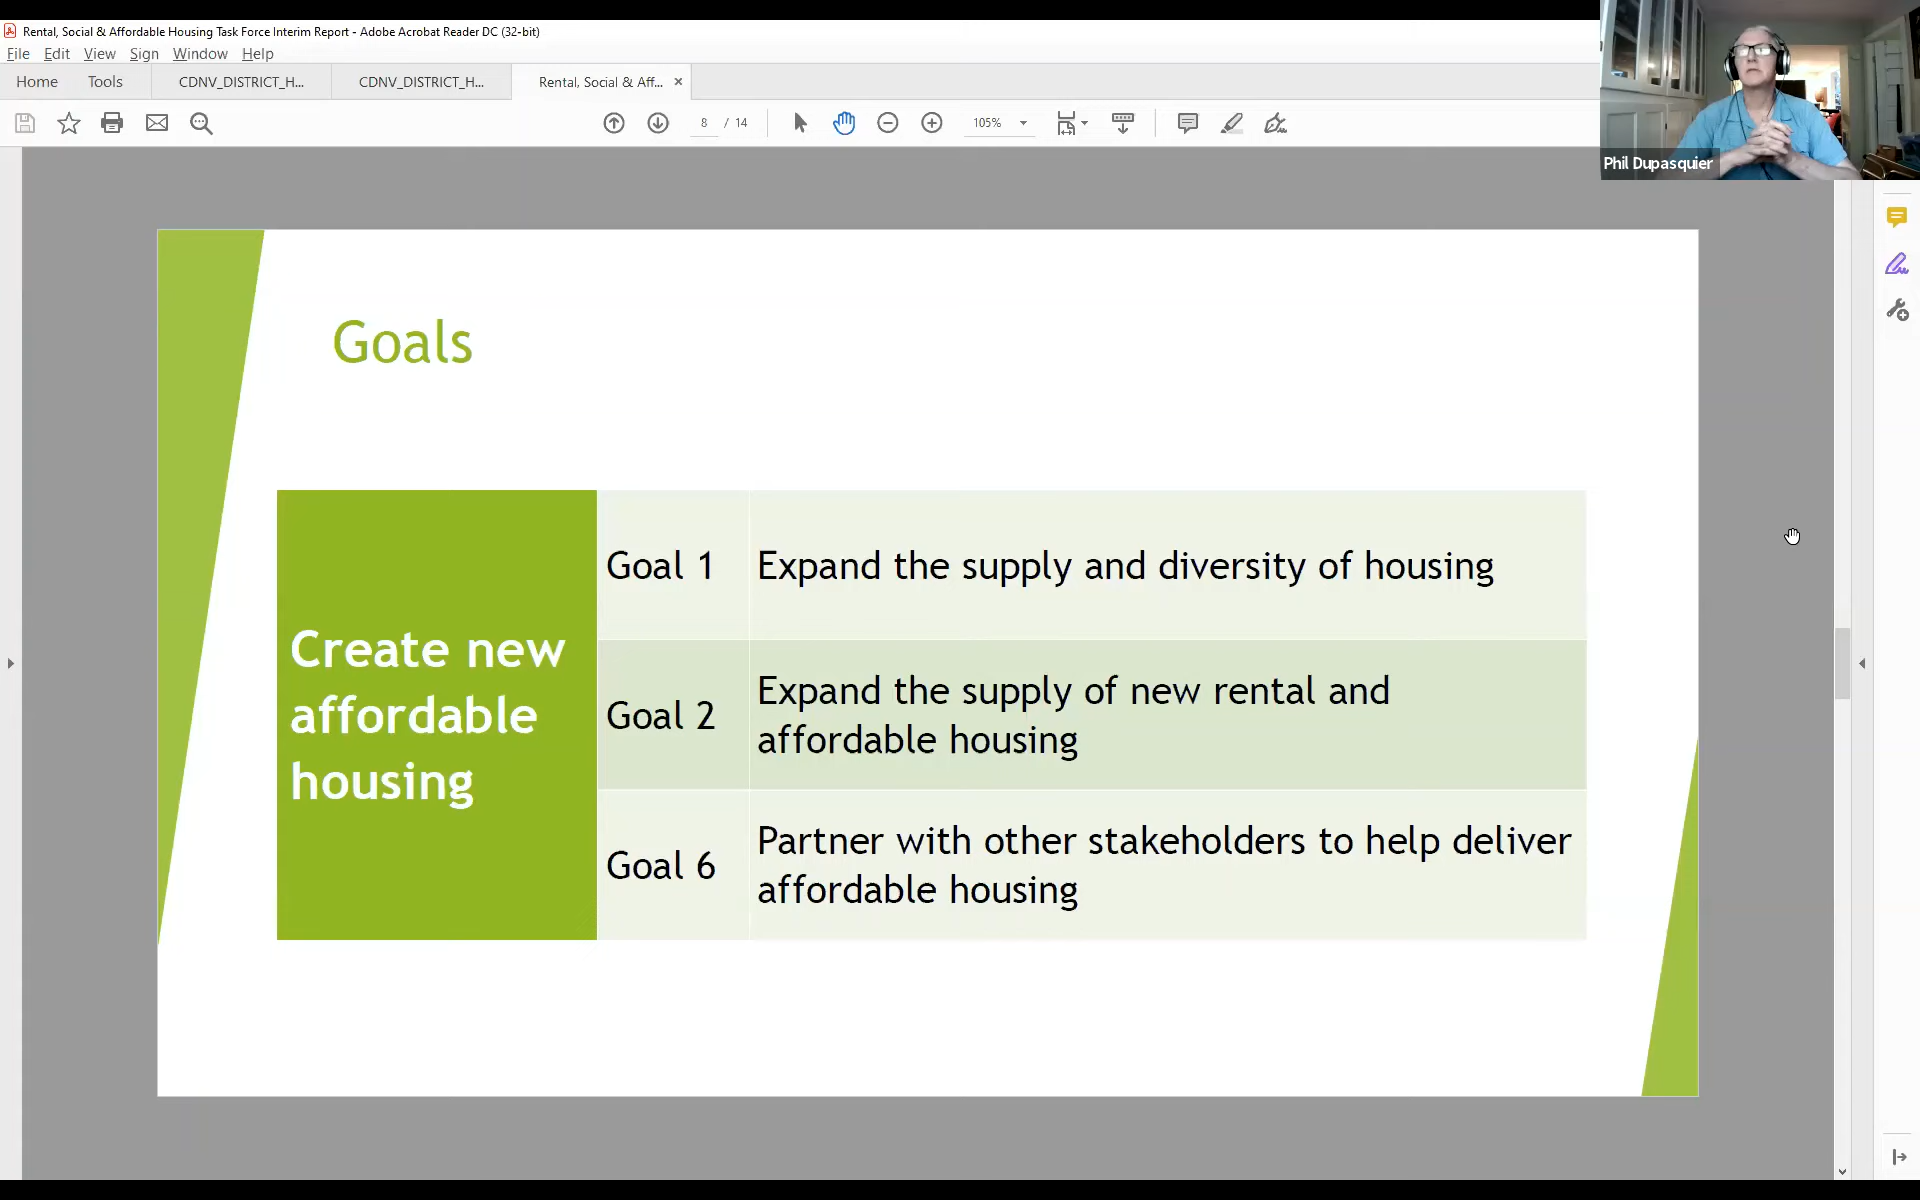 Rental, Social & Affordable Housing Task Force Interim Report - Adobe Acrobat Reader DC (32-bit)
File Edit View Sign Window Help
Home Tools CDNV_DISTRICT_H... CDNV_DISTRICT_H... Rental, Social & Aff... ×
8 / 14 105%
Phil Dupasquier
Goals
Create new
affordable
housing
Goal 1 Expand the supply and diversity of housing
Goal 2 Expand the supply of new rental and
affordable housing
Goal 6 Partner with other stakeholders to help deliver
affordable housing